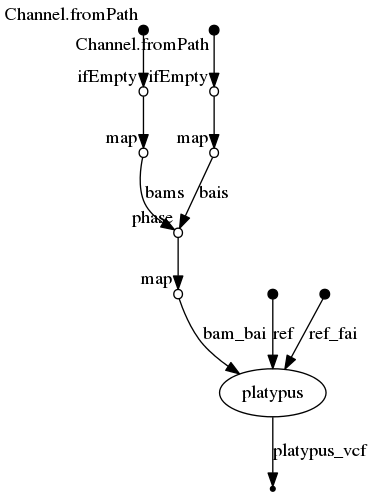 Channel.fromPath
Channel.fromPath
ifEmpty ifEmpty
map map
bams bais
phase
map
bam_bai ref ref_fai
platypus
platypus_vcf